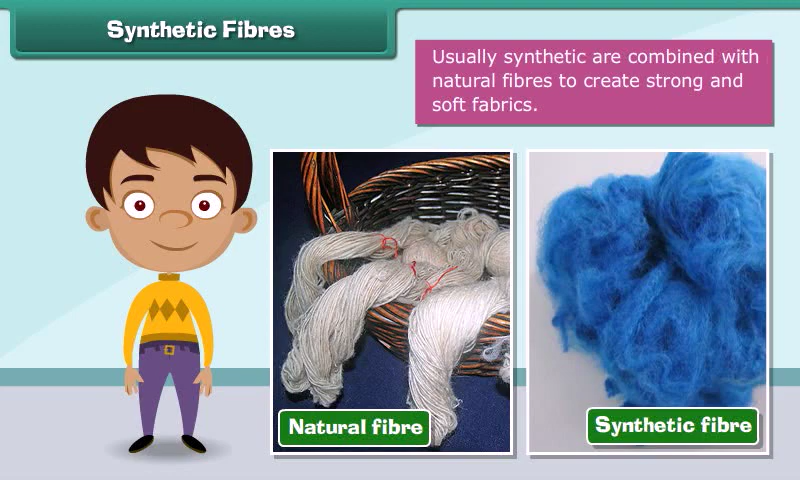 Synthetic Fibres
Usually synthetic are combined with
natural fibres to create strong and
soft fabrics.
Natural fibre
Synthetic fibre